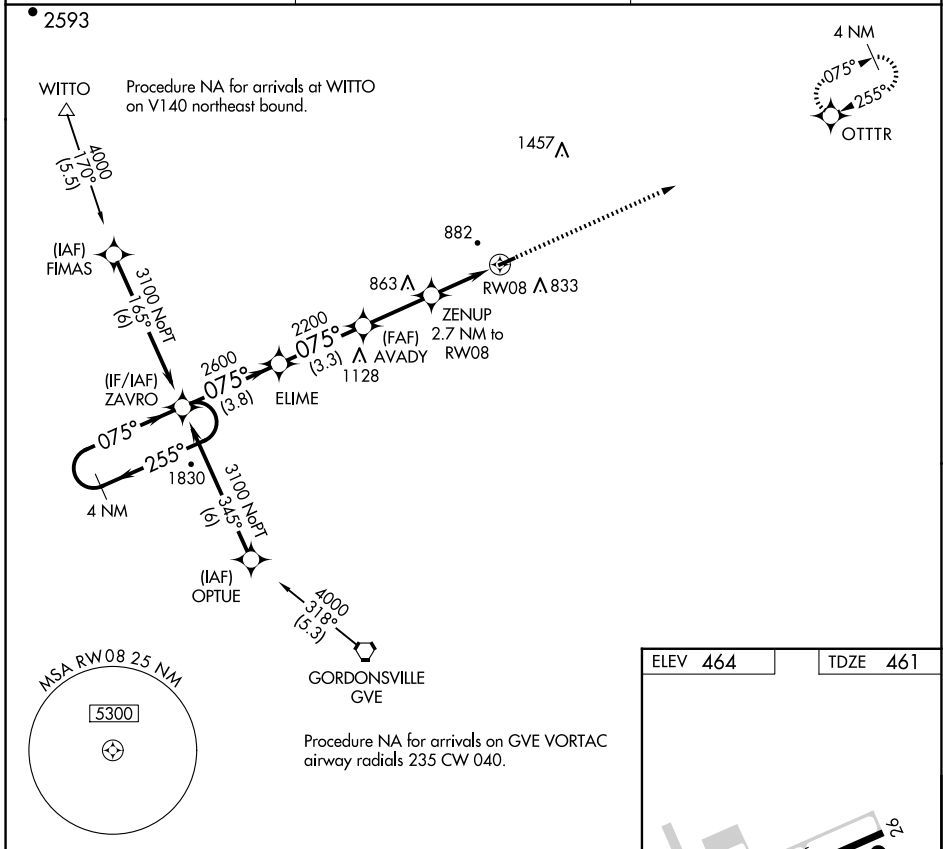 2593
4 NM
075°
255°
OTTTR
WITTO
Procedure NA for arrivals at WITTO
on V140 northeast bound.
4000
170°
(5.5)
1457
(IAF)
FIMAS
882
863
RW08
833
3100 NoPT
165°
(6)
ZENUP
2.7 NM to
RW08
2200
075°
(3.3)
(FAF)
AVADY
1128
(IF/IAF)
ZAVRO
2600
075°
(3.8)
ELIME
075°
255°
1830
4 NM
3100 NoPT
345°
(6)
(IAF)
OPTUE
4000
318°
(5.3)
GORDONSVILLE
GVE
MSA RW08 25 NM
5300
Procedure NA for arrivals on GVE VORTAC
airway radials 235 CW 040.
ELEV 464
TDZE 461
26